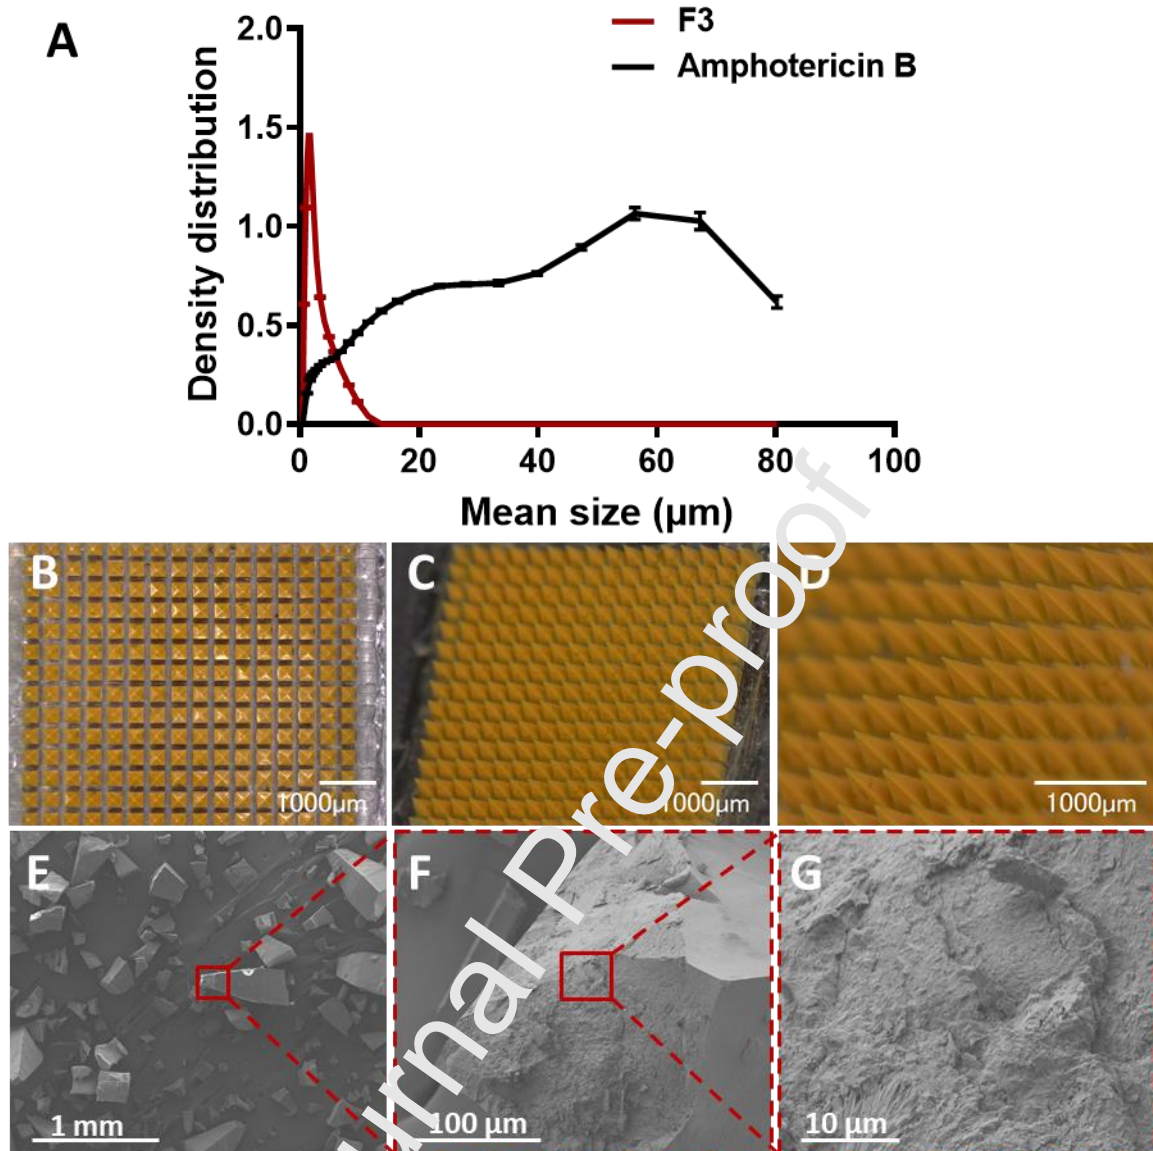 A
F3
Amphotericin B
Density distribution
2.0
1.5
1.0
0.5
0.0
0
20
40
60
80
100
Mean size (µm)
B
1000µm
C
1000µm
D
1000µm
E
1 mm
F
100 µm
G
10 µm
urnal Pre-proof